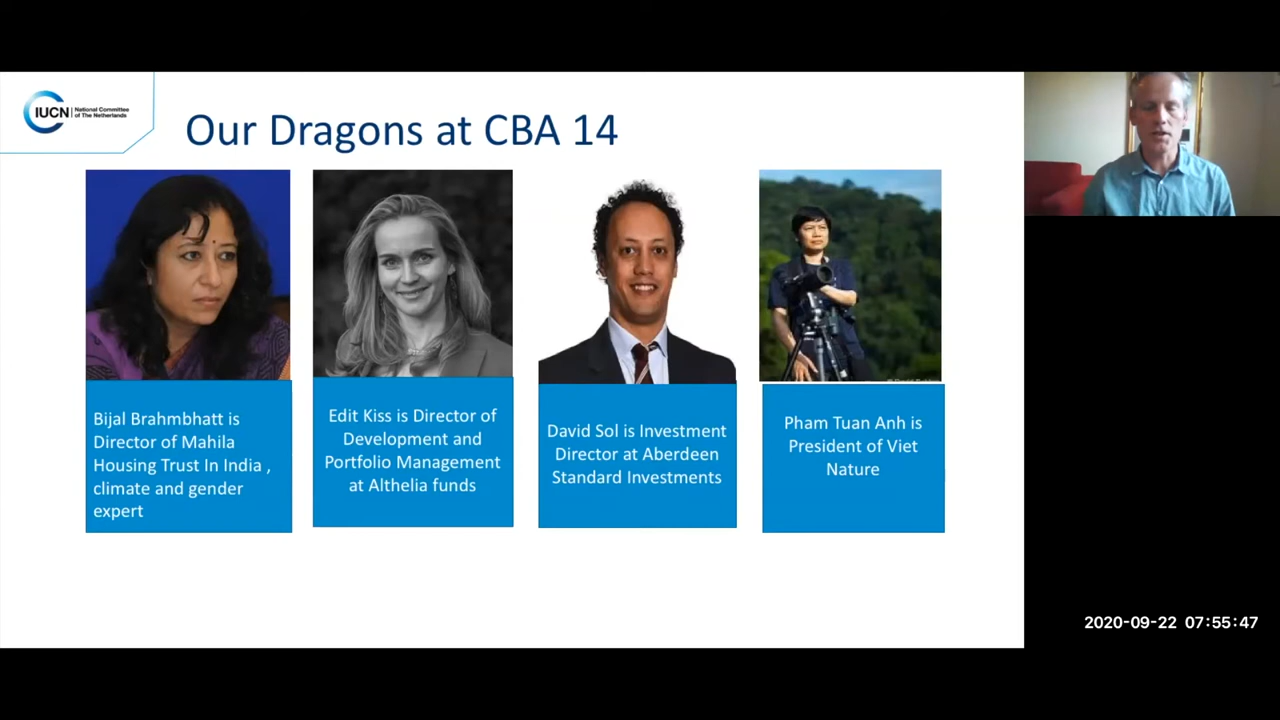 IUCN
National Committee
of The Netherlands
Our Dragons at CBA 14
Bijal Brahmbhatt is
Director of Mahila
Housing Trust In India ,
climate and gender
expert
Edit Kiss is Director of
Development and
Portfolio Management
at Althelia funds
David Sol is Investment
Director at Aberdeen
Standard Investments
Pham Tuan Anh is
President of Viet
Nature
2020-09-22 07:55:47